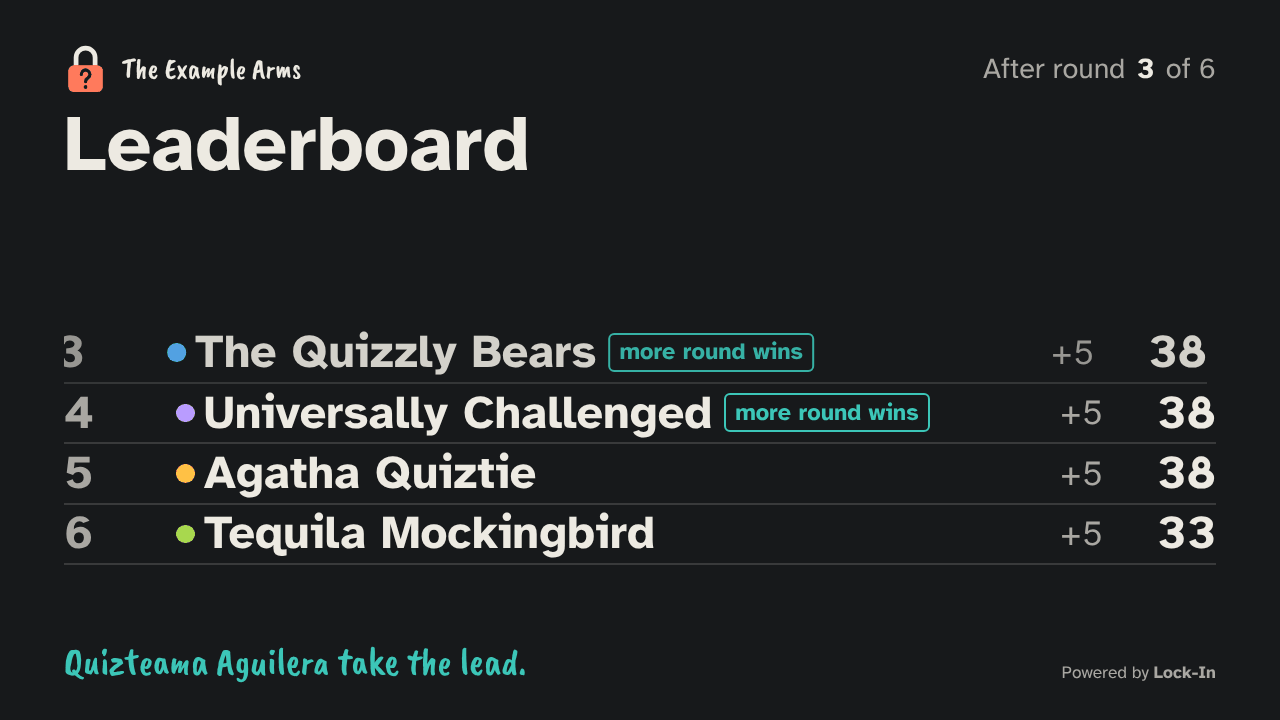 The Example Arms
After round 3 of 6
Leaderboard
3 The Quizzly Bears more round wins +5 38
4 Universally Challenged more round wins +5 38
5 Agatha Quiztie +5 38
6 Tequila Mockingbird +5 33
Quizteama Aguilera take the lead.
Powered by Lock-In